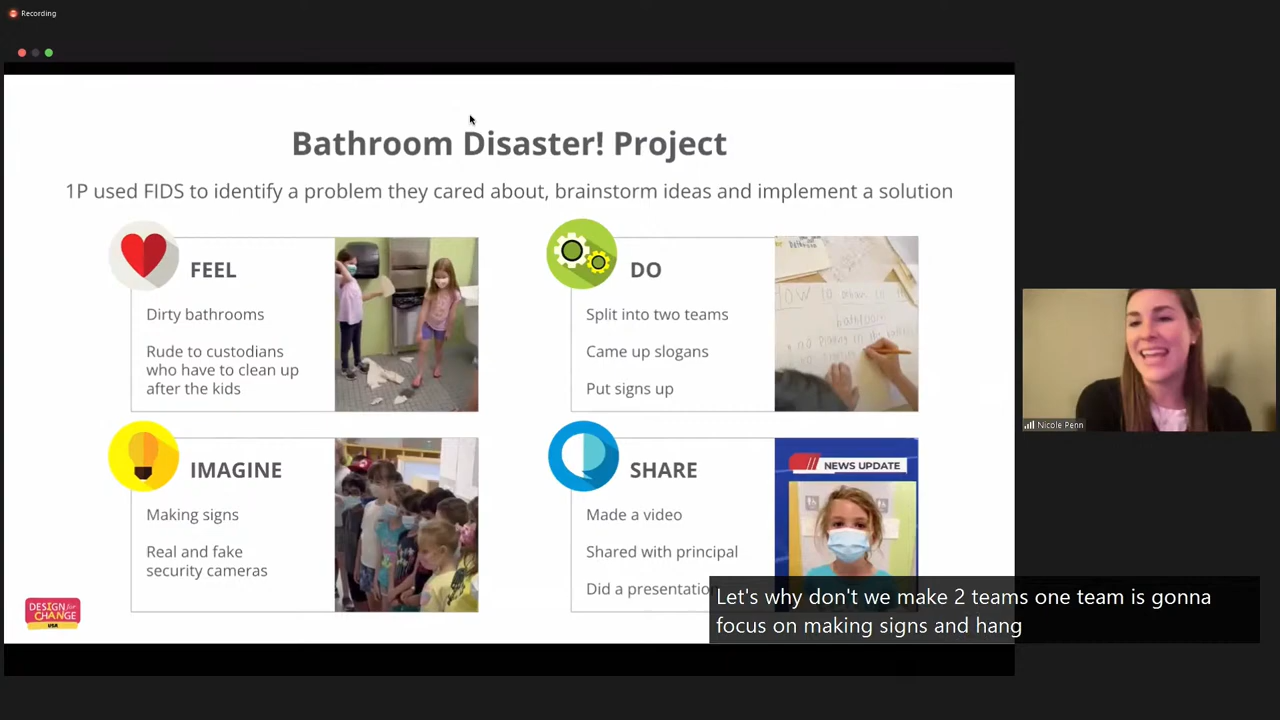 Recording
Bathroom Disaster! Project
1P used FIDS to identify a problem they cared about, brainstorm ideas and implement a solution
FEEL
Dirty bathrooms
Rude to custodians
who have to clean up
after the kids
DO
Split into two teams
Came up slogans
Put signs up
HOW to
bathroom
IMAGINE
Making signs
Real and fake
security cameras
SHARE
Made a video
Shared with principal
Did a presentatio
NEWS UPDATE
Nicole Penn
DESIGN for
CHANGE
USA
Let's why don't we make 2 teams one team is gonna
focus on making signs and hang